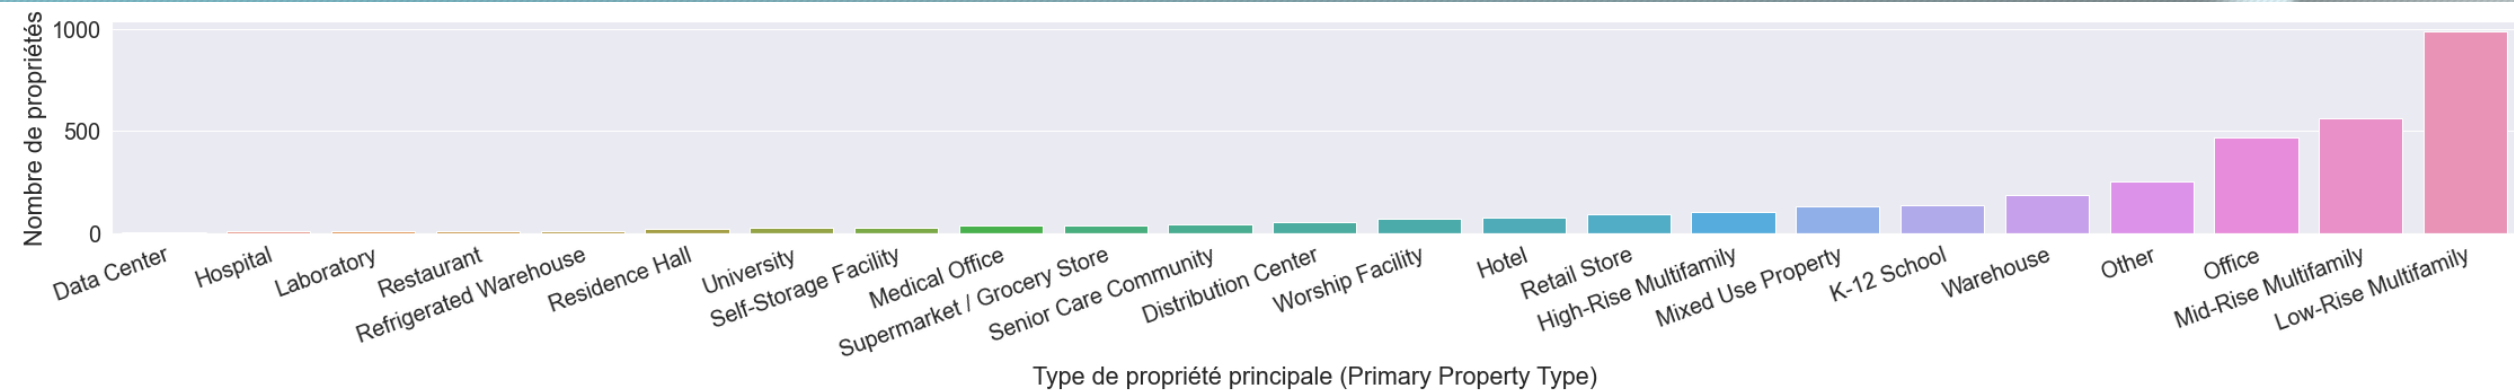 Nombre de propriétés
1000
500
0
Data Center
Hospital
Laboratory
Restaurant
Refrigerated Warehouse
Residence Hall
University
Self-Storage Facility
Medical Office
Supermarket / Grocery Store
Senior Care Community
Distribution Center
Worship Facility
Hotel
Retail Store
High-Rise Multifamily
Mixed Use Property
K-12 School
Warehouse
Other
Office
Mid-Rise Multifamily
Low-Rise Multifamily
Type de propriété principale (Primary Property Type)